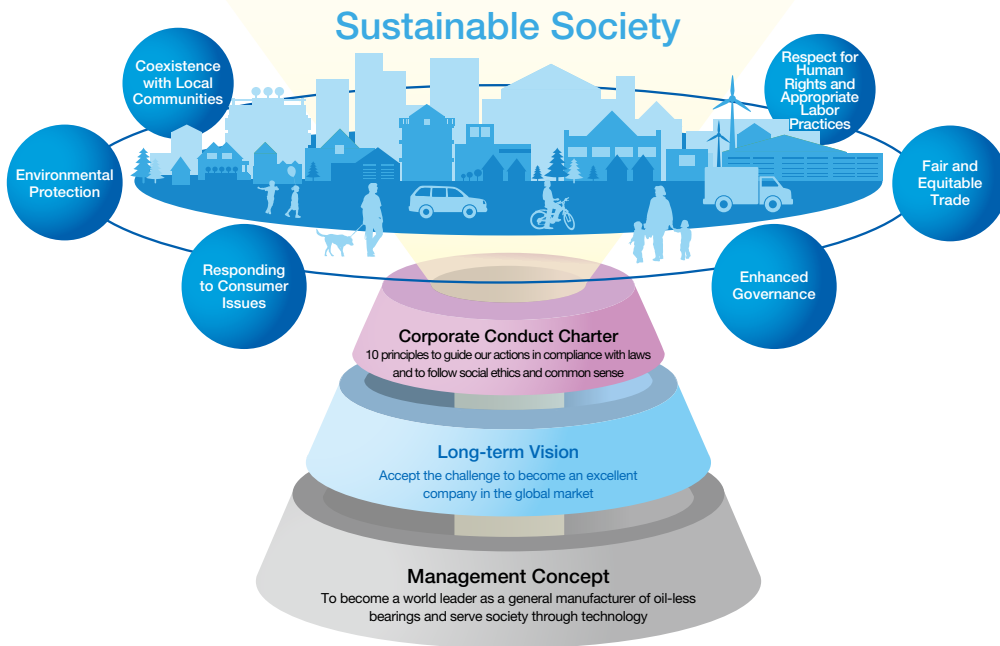 Sustainable Society
Coexistence
with Local
Communities
Respect for
Human
Rights and
Appropriate
Labor
Practices
Environmental
Protection
Fair and
Equitable
Trade
Responding
to Consumer
Issues
Enhanced
Governance
Corporate Conduct Charter
10 principles to guide our actions in compliance with laws
and to follow social ethics and common sense
Long-term Vision
Accept the challenge to become an excellent
company in the global market
Management Concept
To become a world leader as a general manufacturer of oil-less
bearings and serve society through technology